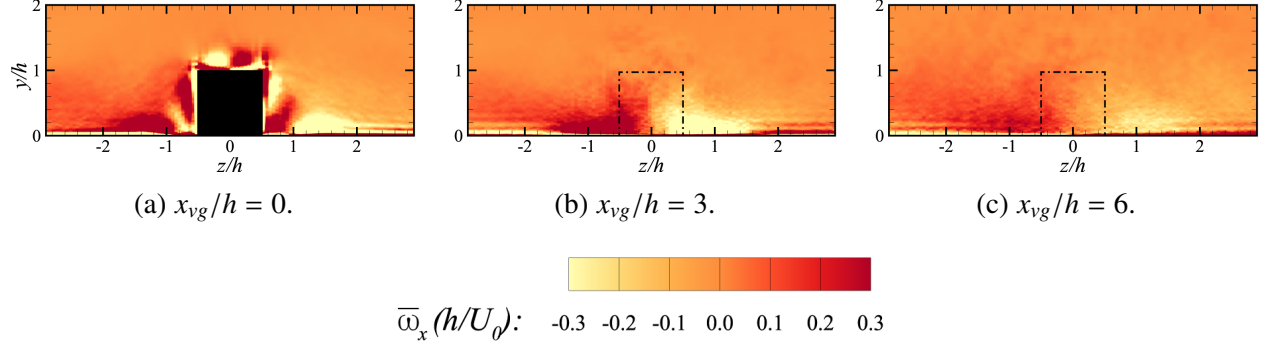 2 2 2
y/h 1 1 1
0 0 0
-2 -1 0 1 2 -2 -1 0 1 2 -2 -1 0 1 2
z/h z/h z/h
(a) x_vg/h = 0. (b) x_vg/h = 3. (c) x_vg/h = 6.
ω̅_x(h/U_0): -0.3 -0.2 -0.1 0.0 0.1 0.2 0.3